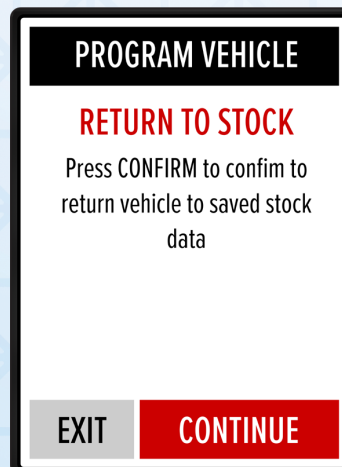 PROGRAM VEHICLE
RETURN TO STOCK
Press CONFIRM to confim to
return vehicle to saved stock
data
EXIT
CONTINUE